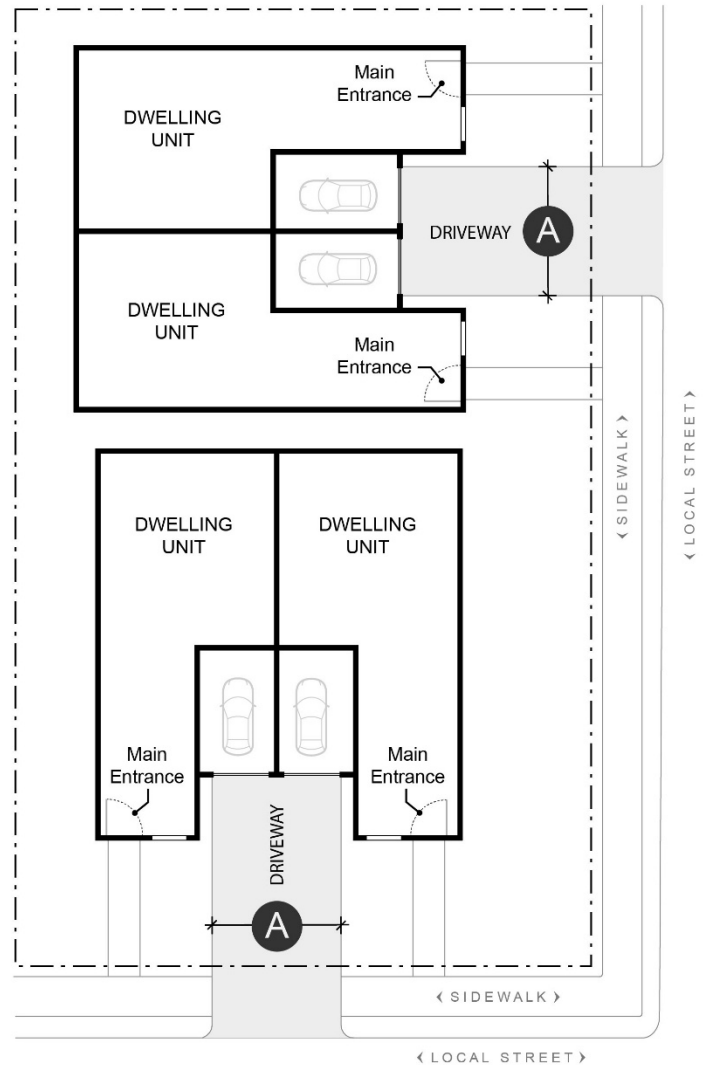 Main
Entrance
DWELLING
UNIT
DRIVEWAY
A
DWELLING
UNIT
Main
Entrance
SIDEWALK
LOCAL STREET
DWELLING
UNIT
DWELLING
UNIT
Main
Entrance
Main
Entrance
DRIVEWAY
A
SIDEWALK
LOCAL STREET